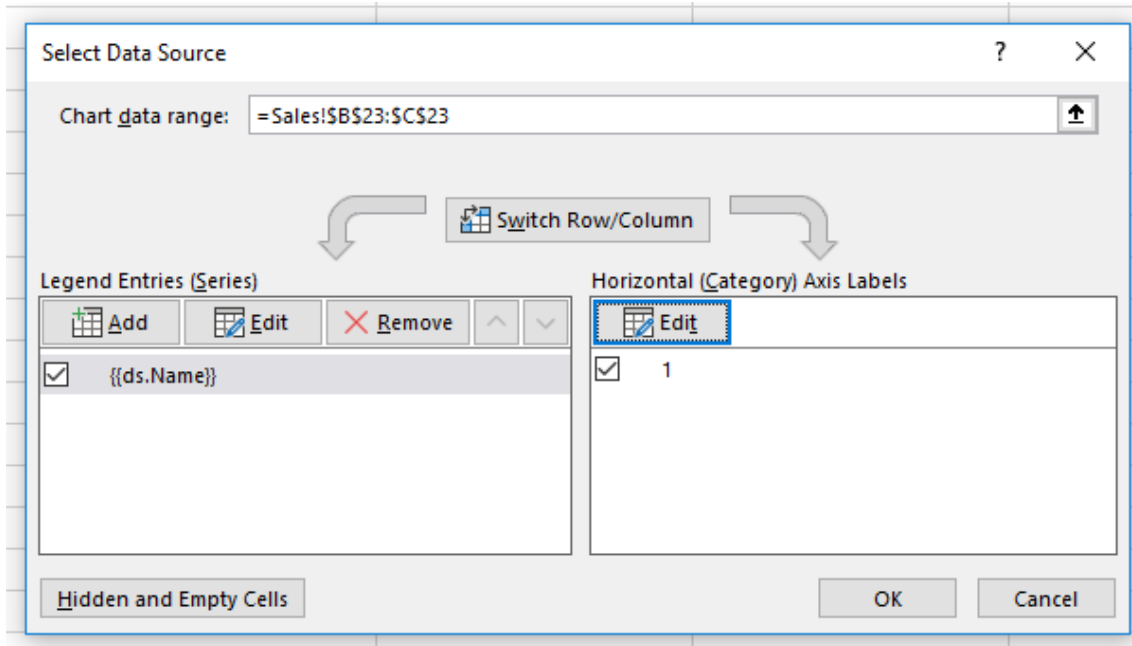 Select Data Source ?
Chart data range: =Sales!$B$23:$C$23
Switch Row/Column
Legend Entries (Series)
Add Edit Remove
{{ds.Name}}
Horizontal (Category) Axis Labels
Edit
1
Hidden and Empty Cells OK Cancel